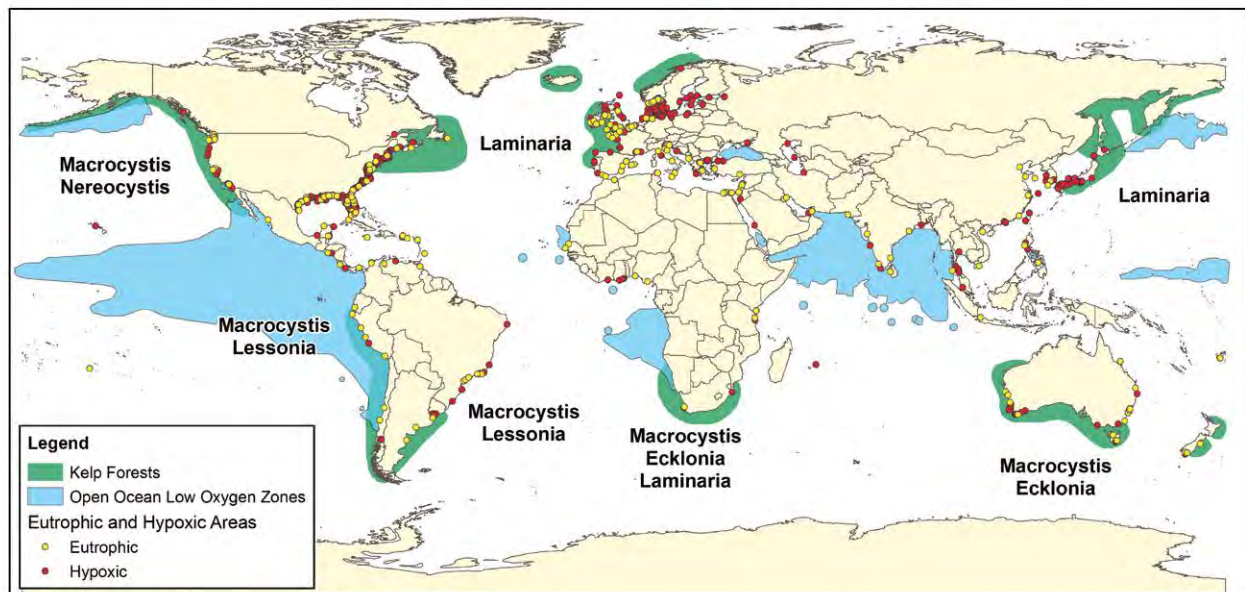 Laminaria
Macrocystis
Nereocystis
Laminaria
Macrocystis
Lessonia
Macrocystis
Lessonia
Macrocystis
Ecklonia
Laminaria
Macrocystis
Ecklonia
Legend
Kelp Forests
Open Ocean Low Oxygen Zones
Eutrophic and Hypoxic Areas
Eutrophic
Hypoxic